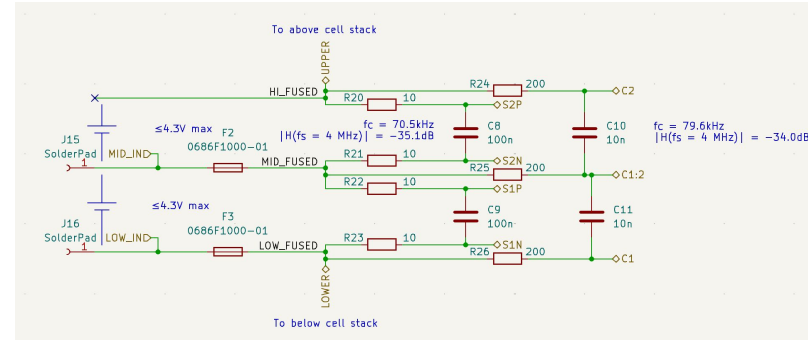 To above cell stack
UPPER
HI_FUSED
R20 10
R24 200
C2
S2P
fc = 70.5kHz
|H(fs = 4 MHz)| = -35.1dB
C8
100n
C10
10n
fc = 79.6kHz
|H(fs = 4 MHz)| = -34.0dB
J15
SolderPad
1
≤4.3V max
MID_IN
F2
0686F1000-01
MID_FUSED
R21 10
S2N
R25 200
C1:2
R22 10
S1P
≤4.3V max
J16
SolderPad
1
LOW_IN
F3
0686F1000-01
LOW_FUSED
C9
100n
C11
10n
R23 10
S1N
R26 200
C1
LOWER
To below cell stack